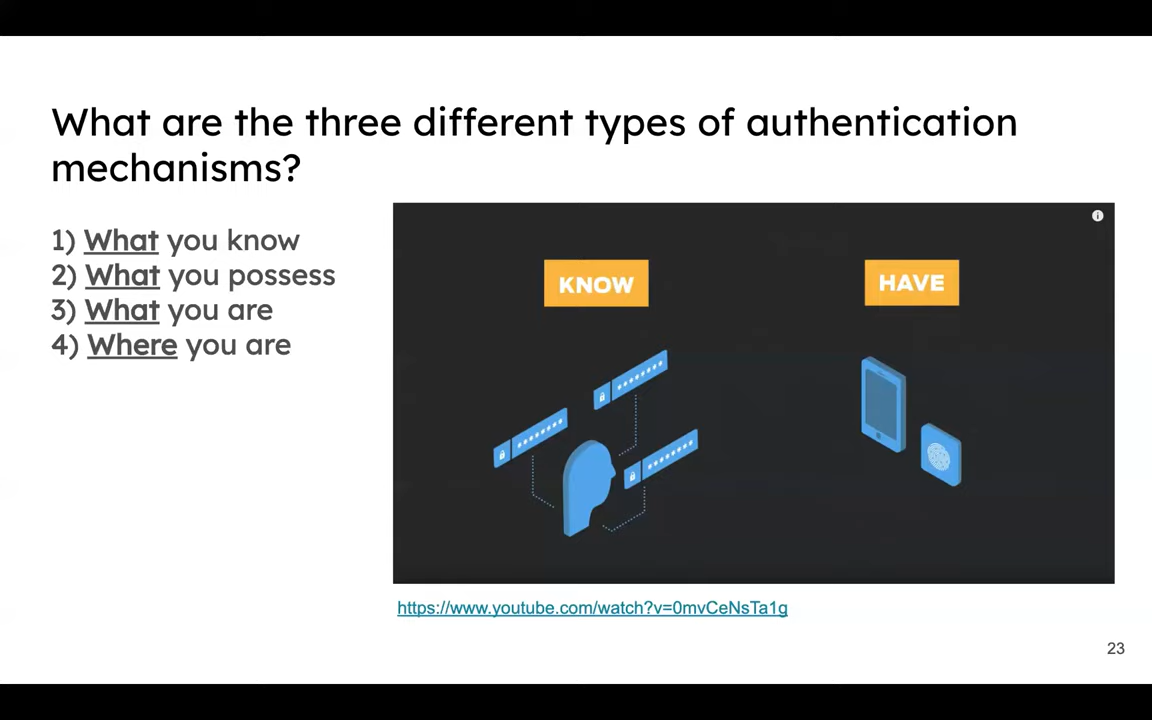 What are the three different types of authentication
mechanisms?
1) What you know
2) What you possess
3) What you are
4) Where you are
KNOW
HAVE
https://www.youtube.com/watch?v=0mvCeNsTa1g
23